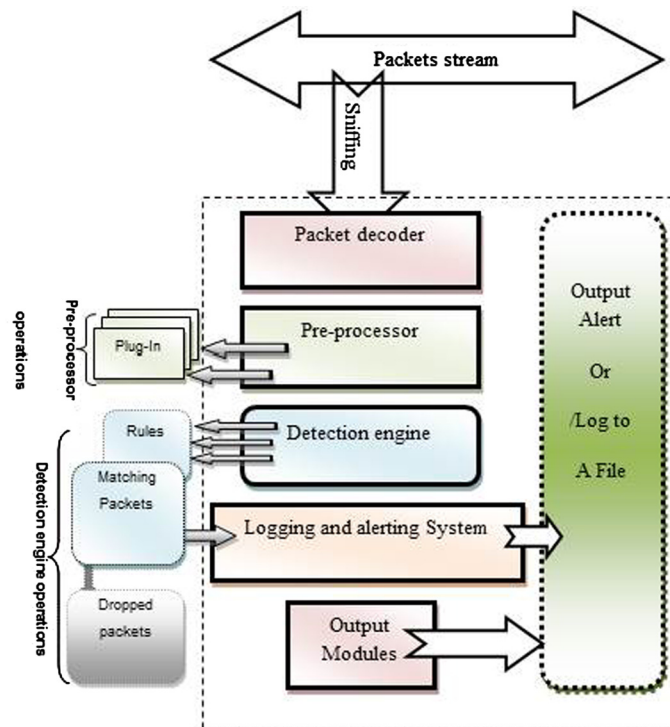 Packets stream
Sniffing
Packet decoder
Pre-processor
Plug-In
Pre-processor
operations
Detection engine
Rules
Matching
Packets
Dropped
packets
Detection engine operations
Logging and alerting System
Output
Modules
Output
Alert
Or
/Log to
A File